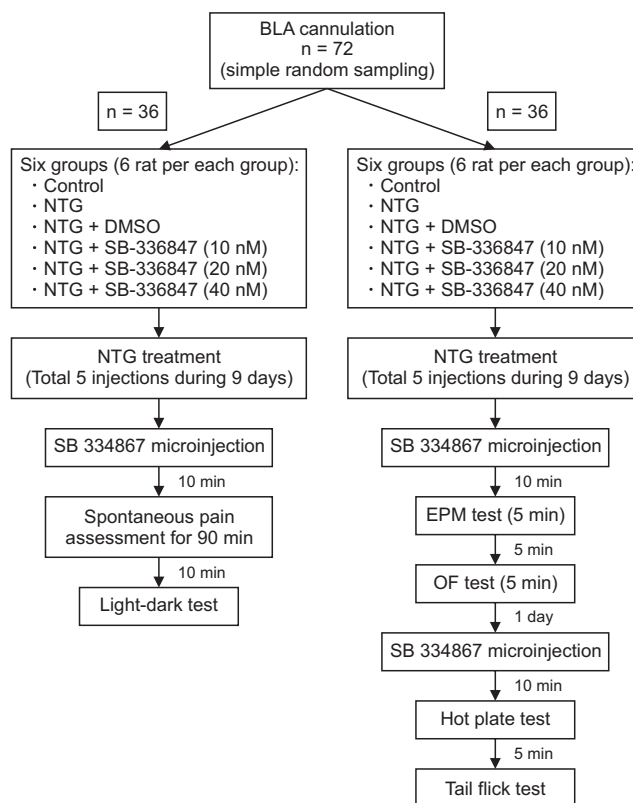 BLA cannulation
n = 72
(simple random sampling)
n = 36
n = 36
Six groups (6 rat per each group):
· Control
· NTG
· NTG + DMSO
· NTG + SB-336847 (10 nM)
· NTG + SB-336847 (20 nM)
· NTG + SB-336847 (40 nM)
NTG treatment
(Total 5 injections during 9 days)
SB 334867 microinjection
10 min
Spontaneous pain
assessment for 90 min
10 min
Light-dark test
Six groups (6 rat per each group):
· Control
· NTG
· NTG + DMSO
· NTG + SB-336847 (10 nM)
· NTG + SB-336847 (20 nM)
· NTG + SB-336847 (40 nM)
NTG treatment
(Total 5 injections during 9 days)
SB 334867 microinjection
10 min
EPM test (5 min)
5 min
OF test (5 min)
1 day
SB 334867 microinjection
10 min
Hot plate test
5 min
Tail flick test